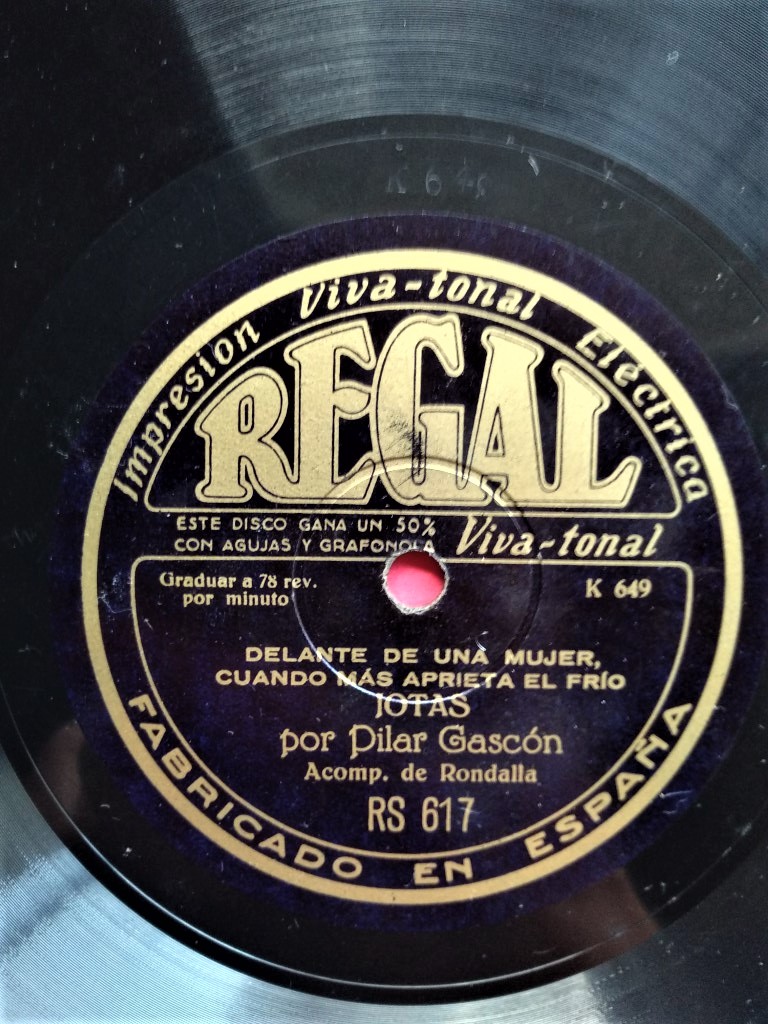 K 649
Impresion Viva-tonal Eléctrica
REGAL
ESTE DISCO GANA UN 50%
CON AGUJAS Y GRAFONOLA
Viva-tonal
Graduar a 78 rev.
por minuto
K 649
DELANTE DE UNA MUJER,
CUANDO MÁS APRIETA EL FRÍO
JOTAS
por Pilar Gascón
Acomp. de Rondalla
RS 617
FABRICADO EN ESPAÑA